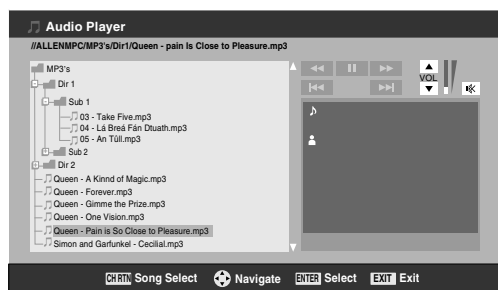 Audio Player
//ALLENMPC/MP3's/Dir1/Queen - pain Is Close to Pleasure.mp3
MP3's
Dir 1
Sub 1
03 - Take Five.mp3
04 - Lá Breá Fán Dtuath.mp3
05 - An Tûll.mp3
Sub 2
Dir 2
Queen - A Kinnd of Magic.mp3
Queen - Forever.mp3
Queen - Gimme the Prize.mp3
Queen - One Vision.mp3
Queen - Pain is So Close to Pleasure.mp3
Simon and Garfunkel - Cecilial.mp3
VOL
CH RTN Song Select Navigate ENTER Select EXIT Exit